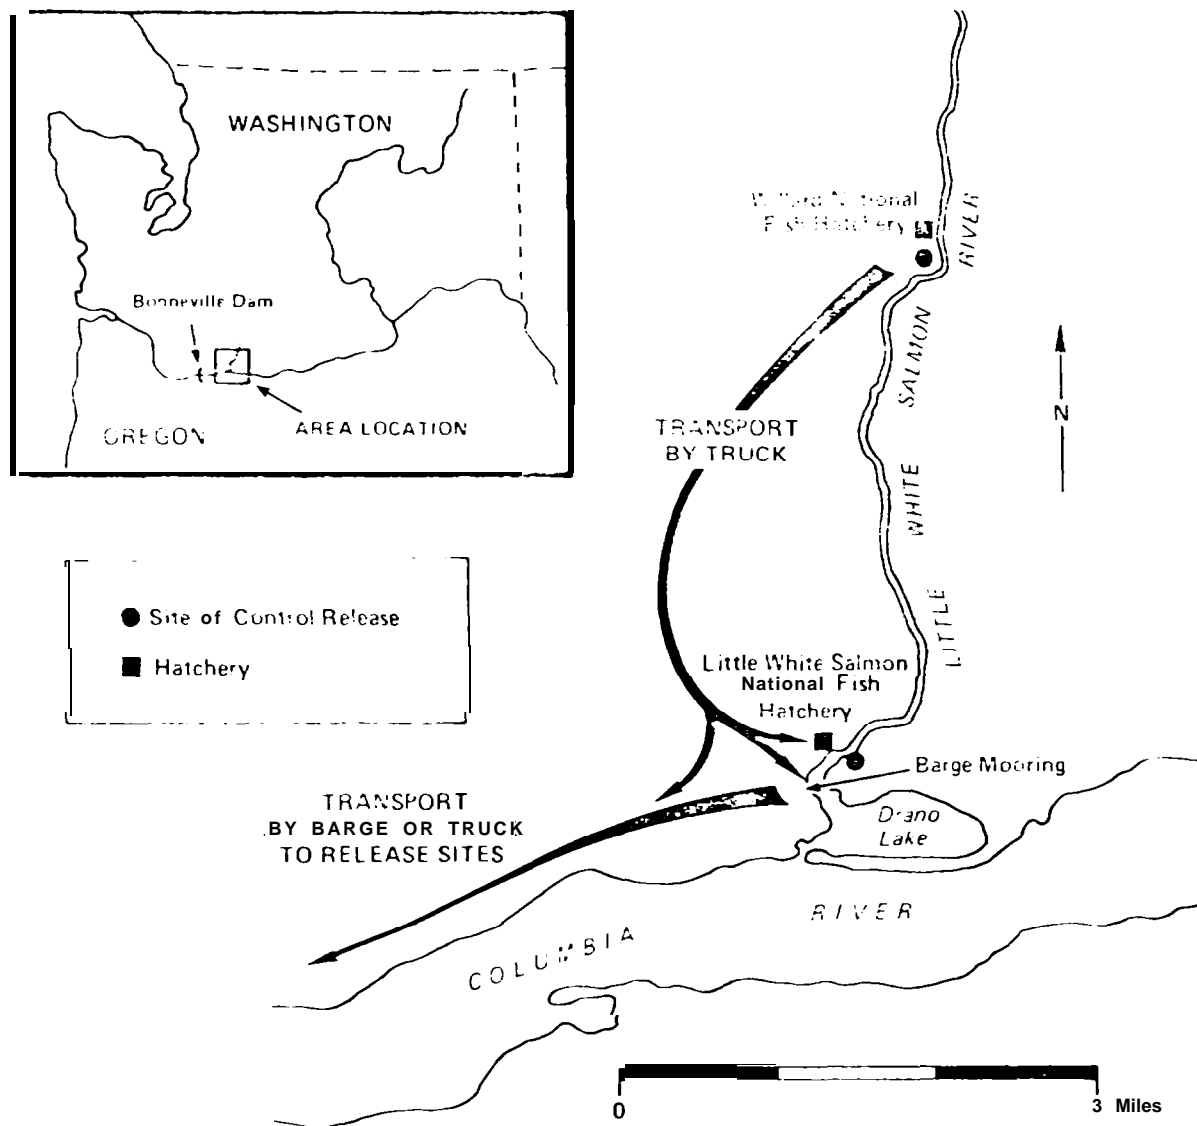 WASHINGTON
Bonneville Dam
AREA LOCATION
OREGON
Site of Control Release
Hatchery
Willard National
Fish Hatchery
TRANSPORT
BY TRUCK
LITTLE WHITE SALMON RIVER
N
Little White Salmon
National Fish
Hatchery
Barge Mooring
Drano
Lake
TRANSPORT
BY BARGE OR TRUCK
TO RELEASE SITES
COLUMBIA RIVER
0
3 Miles